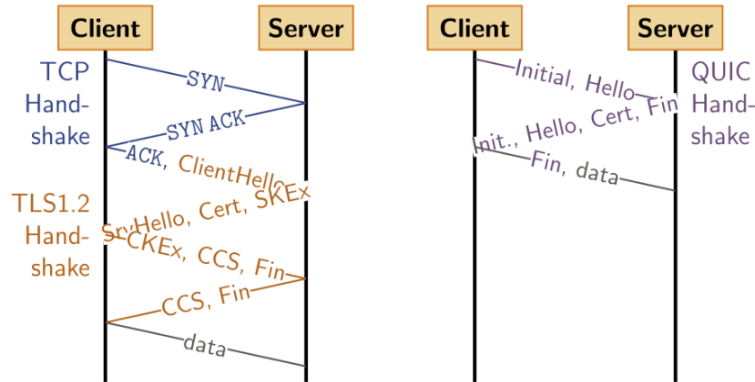 Client
Server
TCP
Hand-
shake
SYN
SYN ACK
ACK, ClientHello
TLS1.2
Hand-
shake
SrvHello, Cert, SKEx
CKEx, CCS, Fin
CCS, Fin
data
Client
Server
QUIC
Hand-
shake
Initial, Hello
Init., Hello, Cert, Fin
Fin, data